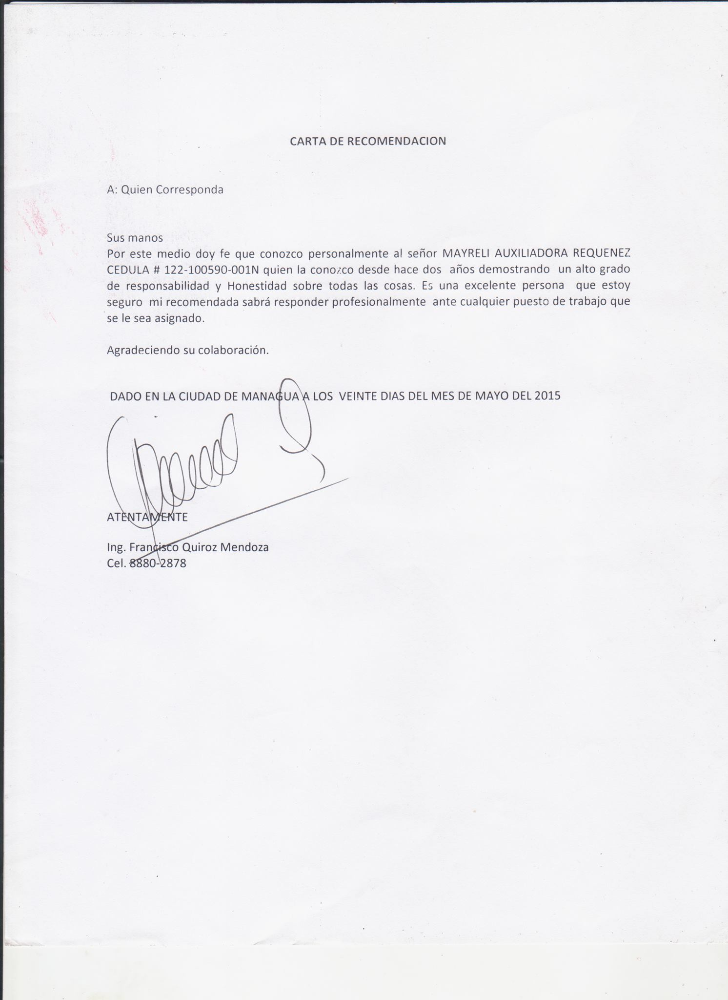 CARTA DE RECOMENDACION
A: Quien Corresponda
Sus manos
Por este medio doy fe que conozco personalmente al señor MAYRELI AUXILIADORA REQUENEZ
CEDULA # 122-100590-001N quien la conozco desde hace dos años demostrando un alto grado
de responsabilidad y Honestidad sobre todas las cosas. Es una excelente persona que estoy
seguro mi recomendada sabrá responder profesionalmente ante cualquier puesto de trabajo que
se le sea asignado.
Agradeciendo su colaboración.
DADO EN LA CIUDAD DE MANAGUA A LOS VEINTE DIAS DEL MES DE MAYO DEL 2015
ATENTAMENTE
Ing. Francisco Quiroz Mendoza
Cel. 8880-2878